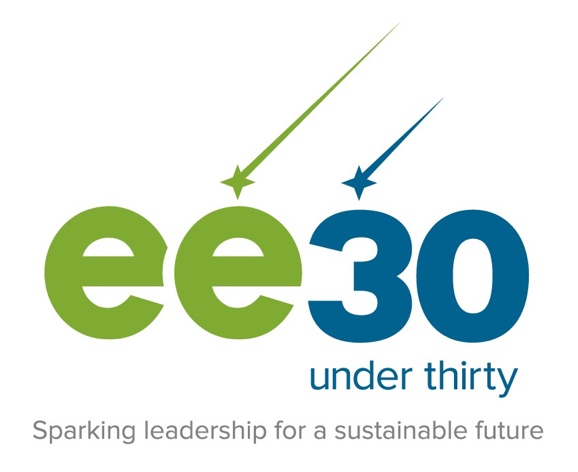 ee30
under thirty
Sparking leadership for a sustainable future